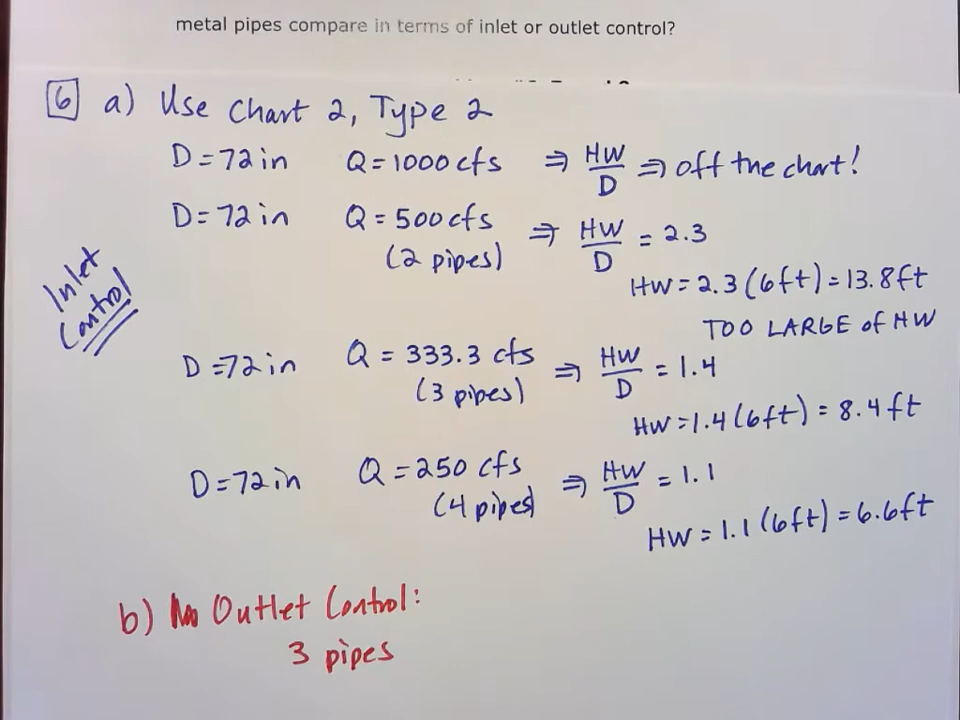 metal pipes compare in terms of inlet or outlet control?
6 a) Use Chart 2, Type 2
D = 72 in Q = 1000 cfs ⇒ HW/D ⇒ off the chart!
D = 72 in Q = 500 cfs (2 pipes) ⇒ HW/D = 2.3
HW = 2.3 (6ft) = 13.8 ft
TOO LARGE of HW
Inlet
Control
D = 72 in Q = 333.3 cfs (3 pipes) ⇒ HW/D = 1.4
HW = 1.4 (6ft) = 8.4 ft
D = 72 in Q = 250 cfs (4 pipes) ⇒ HW/D = 1.1
HW = 1.1 (6ft) = 6.6 ft
b) Outlet Control:
3 pipes